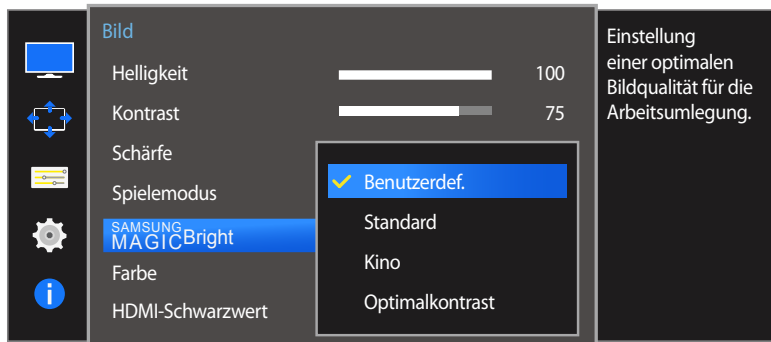 Bild
Helligkeit 100
Kontrast 75
Schärfe
Spielemodus
SAMSUNG
MAGICBright
Farbe
HDMI-Schwarzwert
Benutzerdef.
Standard
Kino
Optimalkontrast
Einstellung
einer optimalen
Bildqualität für die
Arbeitsumlegung.
i